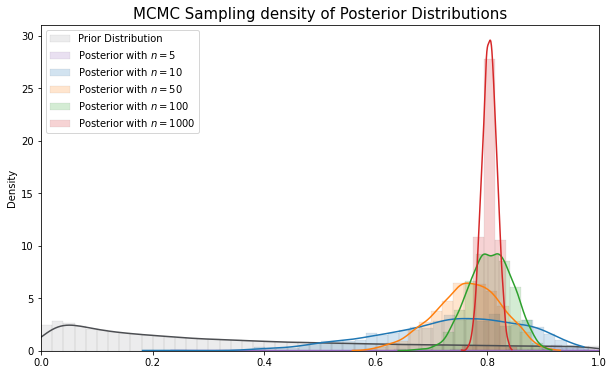 MCMC Sampling density of Posterior Distributions
30
25
20
15
10
5
0
Density
Prior Distribution
Posterior with n = 5
Posterior with n = 10
Posterior with n = 50
Posterior with n = 100
Posterior with n = 1000
0.0 0.2 0.4 0.6 0.8 1.0